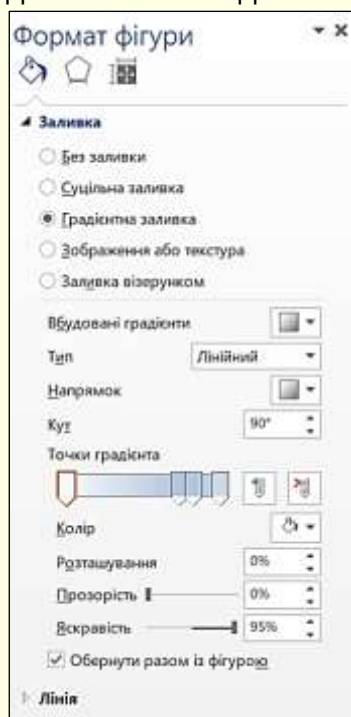 Формат фігури
Заливка
Без заливки
Суцільна заливка
Градієнтна заливка
Зображення або текстура
Заливка візерунком
Вбудовані градієнти
Тип Лінійний
Напрямок
Кут 90°
Точки градієнта
Колір
Розташування 0%
Прозорість 0%
Яскравість 95%
Обернути разом із фігурою
Лінія